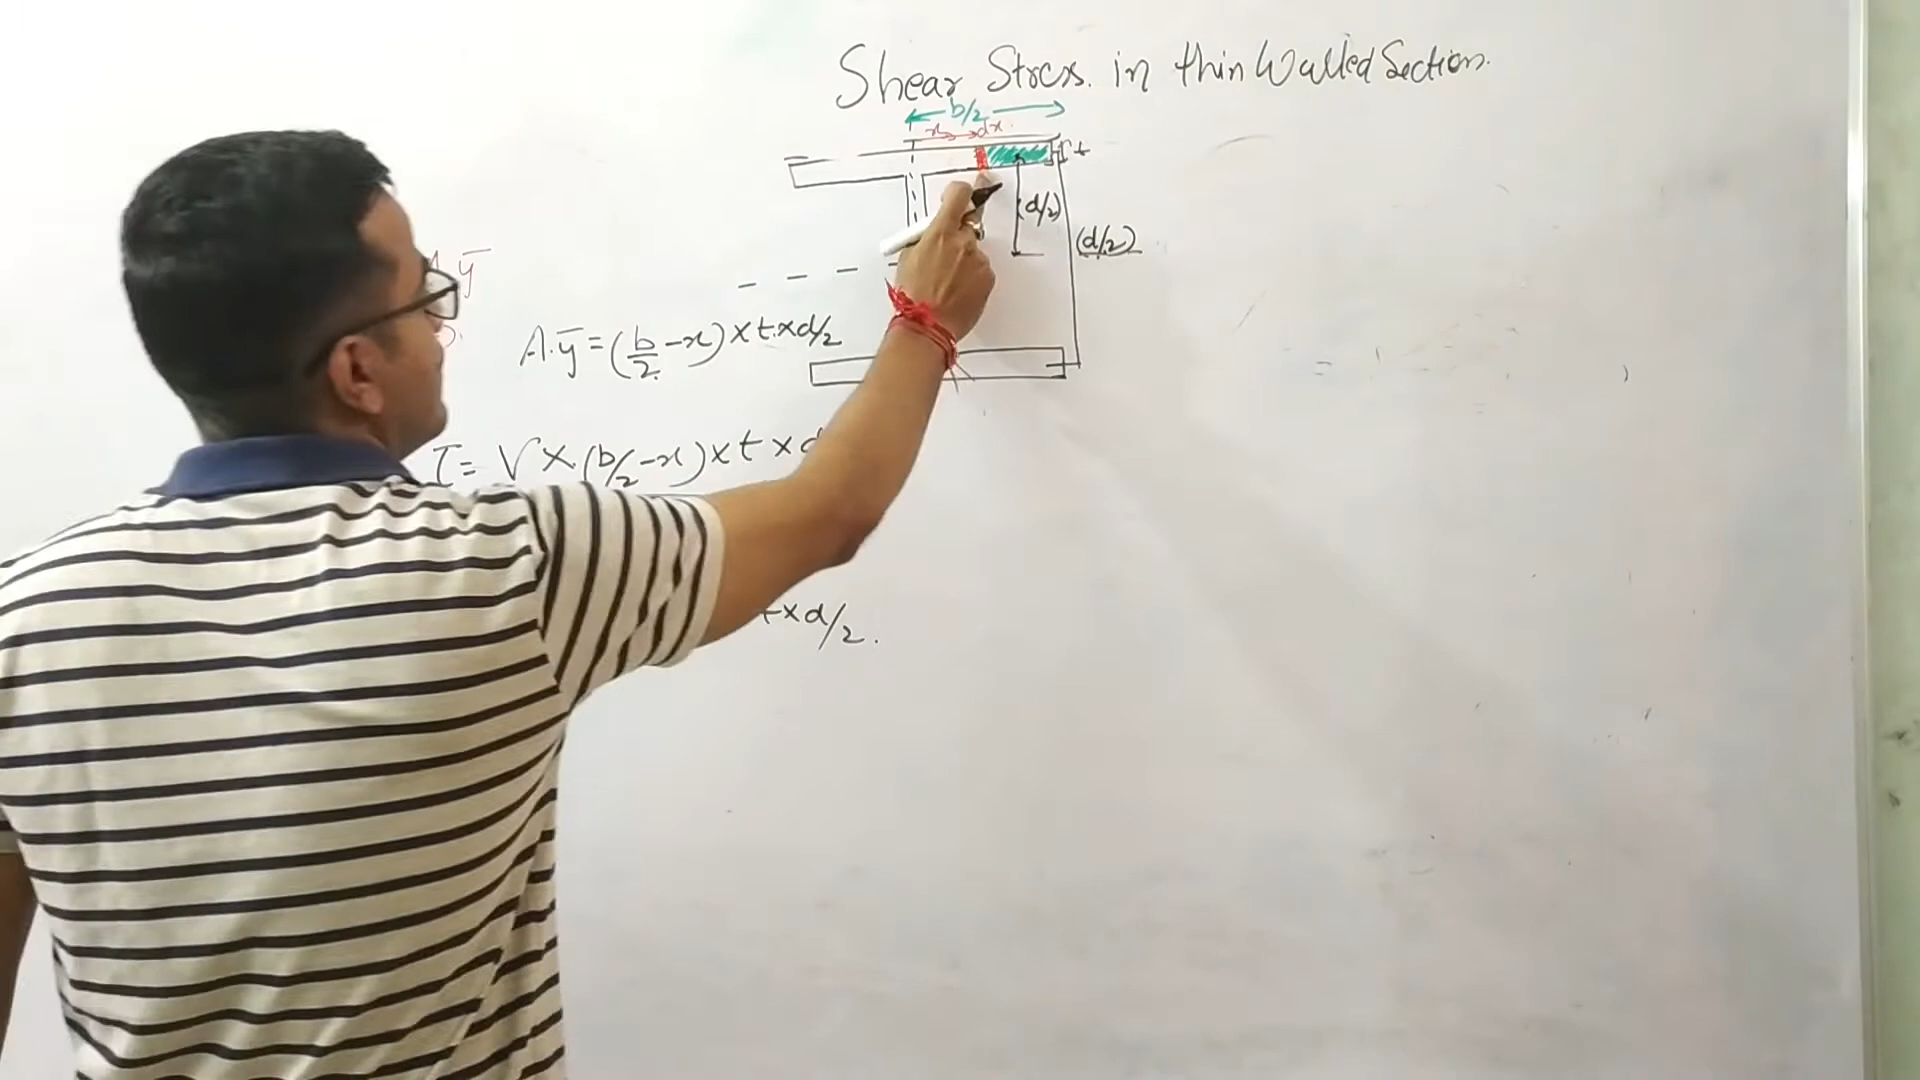 Shear Stress. in thin Walled Section.
b/2
x dx.
t
(d/2)
(d/2)
ȳ
A.ȳ = (b/2 - x) x t x d/2
τ = V x (b/2 - x) x t x d
t x d/2.